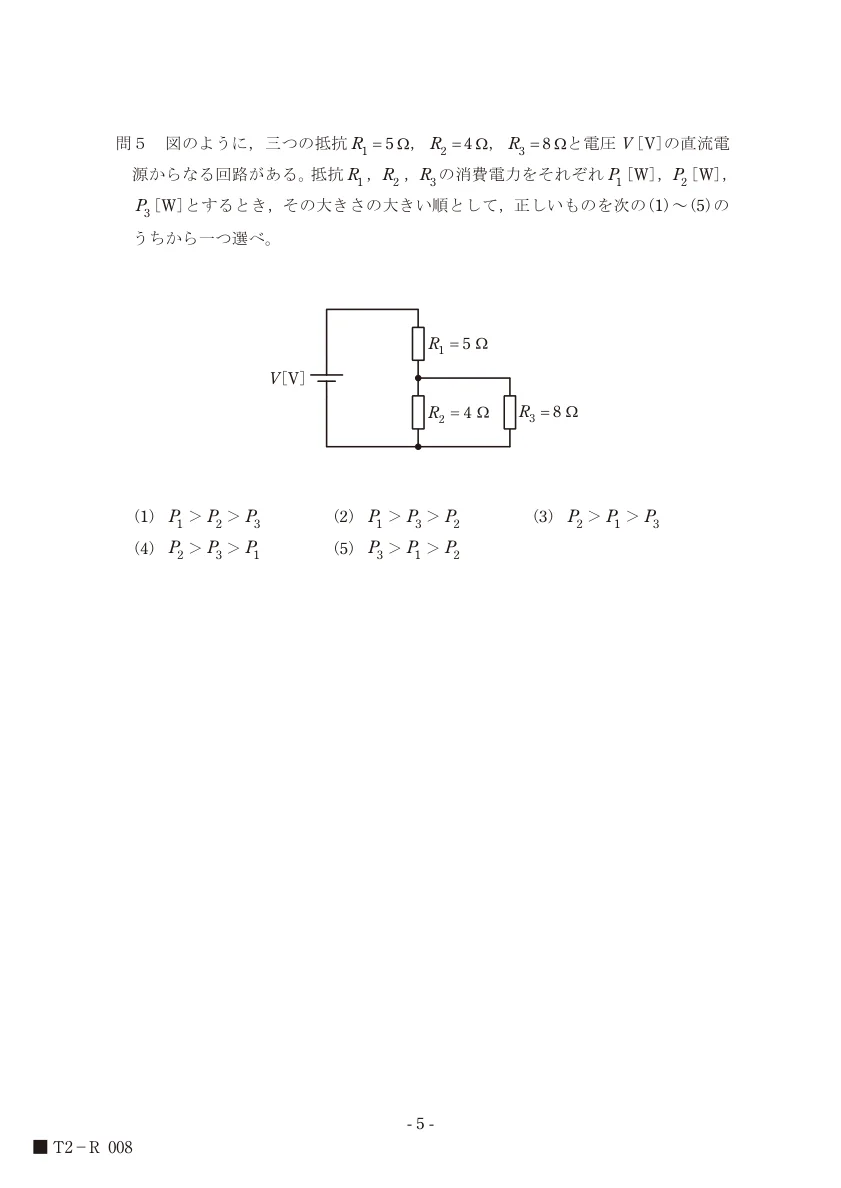 問５　図のように，三つの抵抗 R₁ = 5 Ω， R₂ = 4 Ω， R₃ = 8 Ωと電圧 V [V]の直流電
源からなる回路がある。抵抗 R₁，R₂，R₃の消費電力をそれぞれ P₁ [W]，P₂ [W]，
P₃ [W]とするとき，その大きさの大きい順として，正しいものを次の(1)～(5)の
うちから一つ選べ。
R₁ = 5 Ω
V[V]
R₂ = 4 Ω
R₃ = 8 Ω
(1) P₁ > P₂ > P₃ (2) P₁ > P₃ > P₂ (3) P₂ > P₁ > P₃
(4) P₂ > P₃ > P₁ (5) P₃ > P₁ > P₂
- 5 -
■ T2－R 008